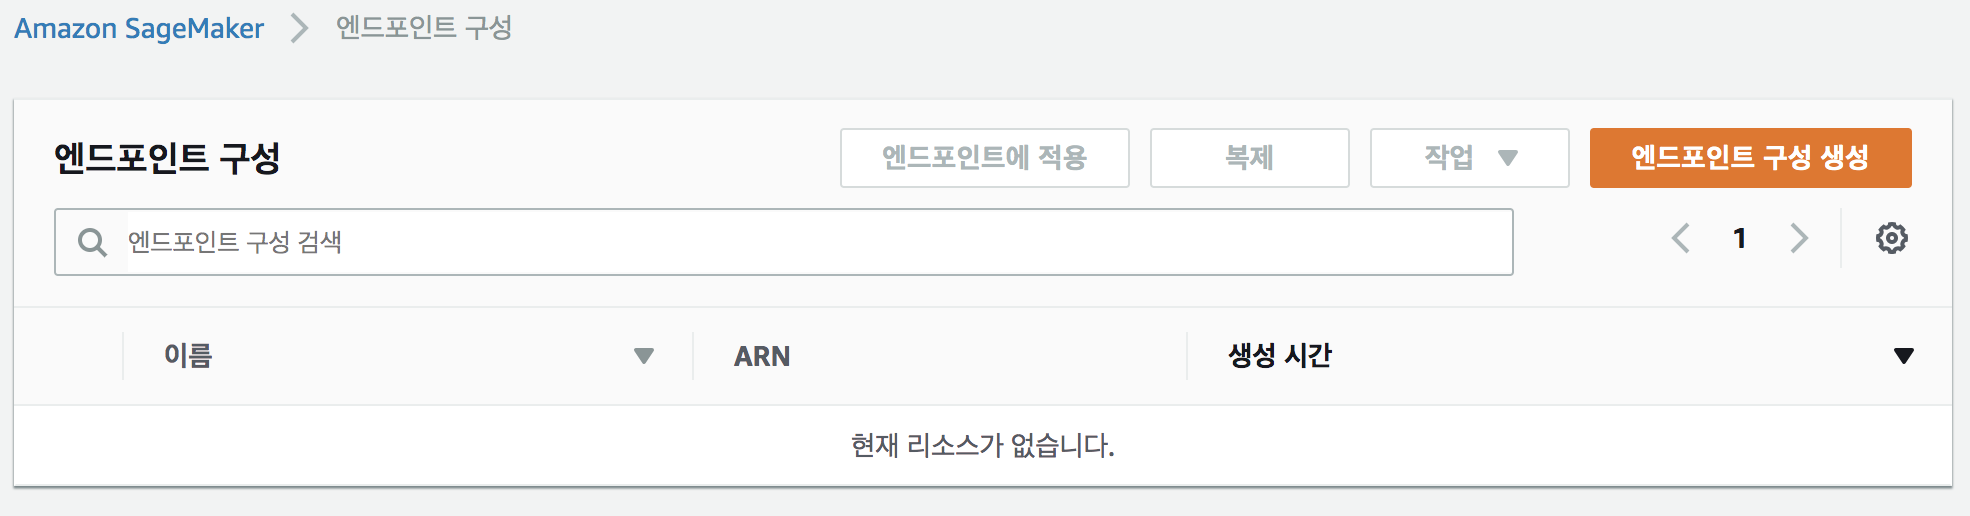 Amazon SageMaker 엔드포인트 구성
엔드포인트 구성 엔드포인트에 적용 복제 작업 엔드포인트 구성 생성
엔드포인트 구성 검색 1
이름 ARN 생성 시간
현재 리소스가 없습니다.